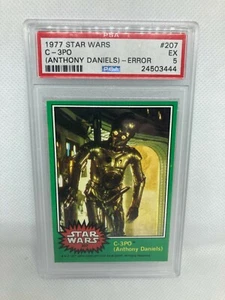 PSA
1977 STAR WARS #207
C-3PO EX
(ANTHONY DANIELS)-ERROR 5
24503444
STAR
WARS
C-3PO
(Anthony Daniels)